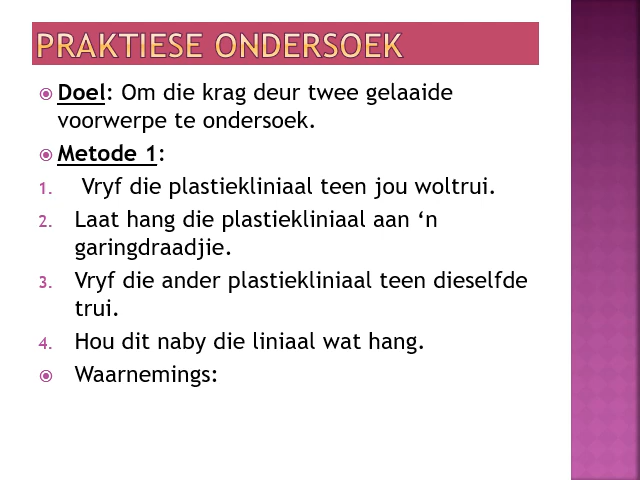 PRAKTIESE ONDERSOEK
Doel: Om die krag deur twee gelaaide
voorwerpe te ondersoek.
Metode 1:
1. Vryf die plastiekliniaal teen jou woltrui.
2. Laat hang die plastiekliniaal aan ‘n
garingdraadjie.
3. Vryf die ander plastiekliniaal teen dieselfde
trui.
4. Hou dit naby die liniaal wat hang.
Waarnemings: